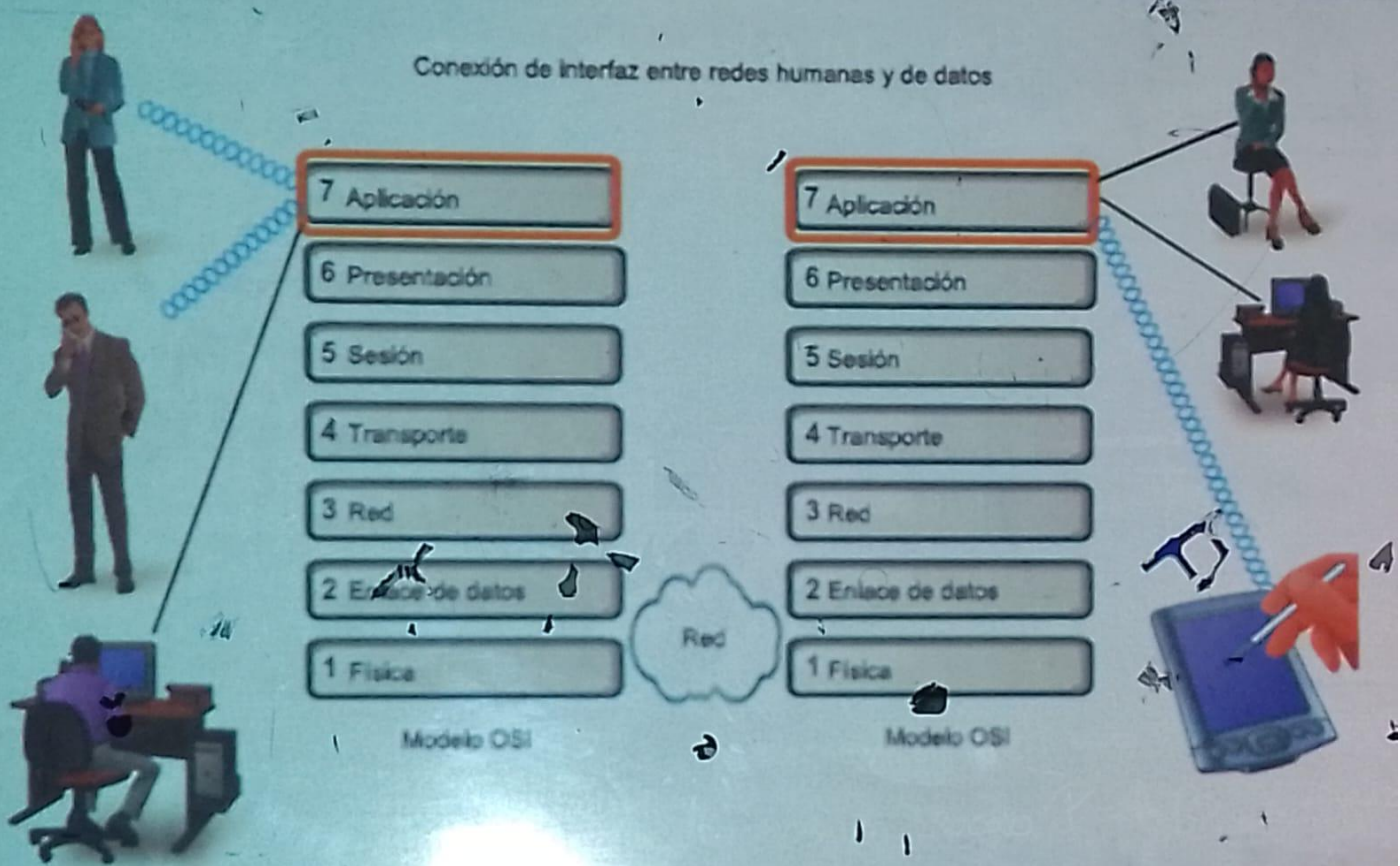 Conexión de interfaz entre redes humanas y de datos
7 Aplicación
6 Presentación
5 Sesión
4 Transporte
3 Red
2 Enlace de datos
1 Física
Modelo OSI
Red
7 Aplicación
6 Presentación
5 Sesión
4 Transporte
3 Red
2 Enlace de datos
1 Física
Modelo OSI